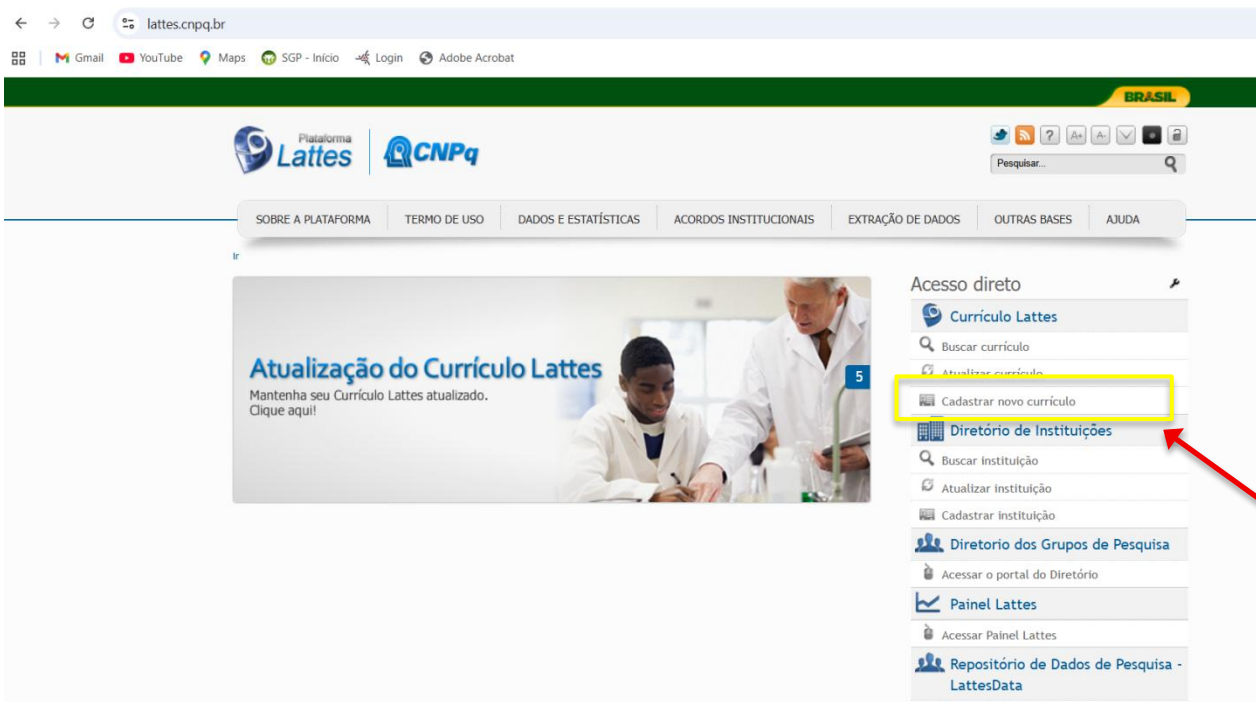 lattes.cnpq.br
Gmail YouTube Maps SGP - Início Login Adobe Acrobat
BRASIL
Plataforma
Lattes
CNPq
? A+ A-
Pesquisar...
SOBRE A PLATAFORMA TERMO DE USO DADOS E ESTATÍSTICAS ACORDOS INSTITUCIONAIS EXTRAÇÃO DE DADOS OUTRAS BASES AJUDA
Ir
Atualização do Currículo Lattes
Mantenha seu Currículo Lattes atualizado.
Clique aqui!
5
Acesso direto
Currículo Lattes
Buscar currículo
Atualizar currículo
Cadastrar novo currículo
Diretório de Instituições
Buscar instituição
Atualizar instituição
Cadastrar instituição
Diretorio dos Grupos de Pesquisa
Acessar o portal do Diretório
Painel Lattes
Acessar Painel Lattes
Repositório de Dados de Pesquisa -
LattesData